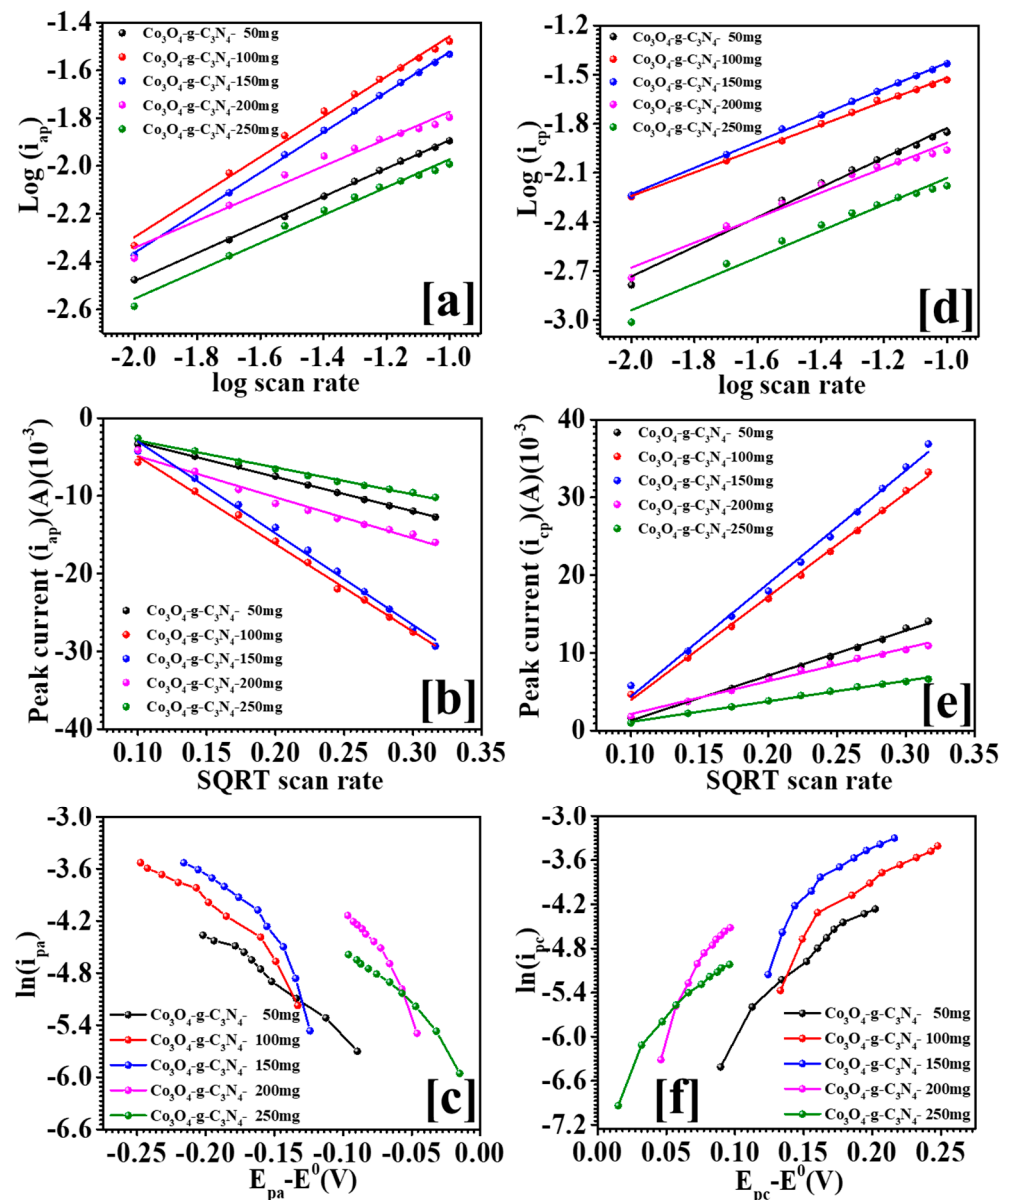 -1.4
-1.6
-1.8
-2.0
-2.2
-2.4
-2.6
Log (iap)
Co3O4-g-C3N4- 50mg
Co3O4-g-C3N4-100mg
Co3O4-g-C3N4-150mg
Co3O4-g-C3N4-200mg
Co3O4-g-C3N4-250mg
[a]
-2.0 -1.8 -1.6 -1.4 -1.2 -1.0
log scan rate
-1.2
-1.5
-1.8
-2.1
-2.4
-2.7
-3.0
Log (icp)
Co3O4-g-C3N4- 50mg
Co3O4-g-C3N4-100mg
Co3O4-g-C3N4-150mg
Co3O4-g-C3N4-200mg
Co3O4-g-C3N4-250mg
[d]
-2.0 -1.8 -1.6 -1.4 -1.2 -1.0
log scan rate
0
-10
-20
-30
-40
Peak current (iap)(A)(10-3)
Co3O4-g-C3N4- 50mg
Co3O4-g-C3N4-100mg
Co3O4-g-C3N4-150mg
Co3O4-g-C3N4-200mg
Co3O4-g-C3N4-250mg
[b]
0.10 0.15 0.20 0.25 0.30 0.35
SQRT scan rate
40
30
20
10
0
Peak current (icp)(A)(10-3)
Co3O4-g-C3N4- 50mg
Co3O4-g-C3N4-100mg
Co3O4-g-C3N4-150mg
Co3O4-g-C3N4-200mg
Co3O4-g-C3N4-250mg
[e]
0.10 0.15 0.20 0.25 0.30 0.35
SQRT scan rate
-3.0
-3.6
-4.2
-4.8
-5.4
-6.0
-6.6
ln(ipa)
Co3O4-g-C3N4- 50mg
Co3O4-g-C3N4- 100mg
Co3O4-g-C3N4- 150mg
Co3O4-g-C3N4- 200mg
Co3O4-g-C3N4- 250mg
[c]
-0.25 -0.20 -0.15 -0.10 -0.05 0.00
Epa-E0(V)
-3.0
-3.6
-4.2
-4.8
-5.4
-6.0
-6.6
-7.2
ln(ipc)
Co3O4-g-C3N4- 50mg
Co3O4-g-C3N4- 100mg
Co3O4-g-C3N4- 150mg
Co3O4-g-C3N4- 200mg
Co3O4-g-C3N4- 250mg
[f]
0.00 0.05 0.10 0.15 0.20 0.25
Epc-E0(V)